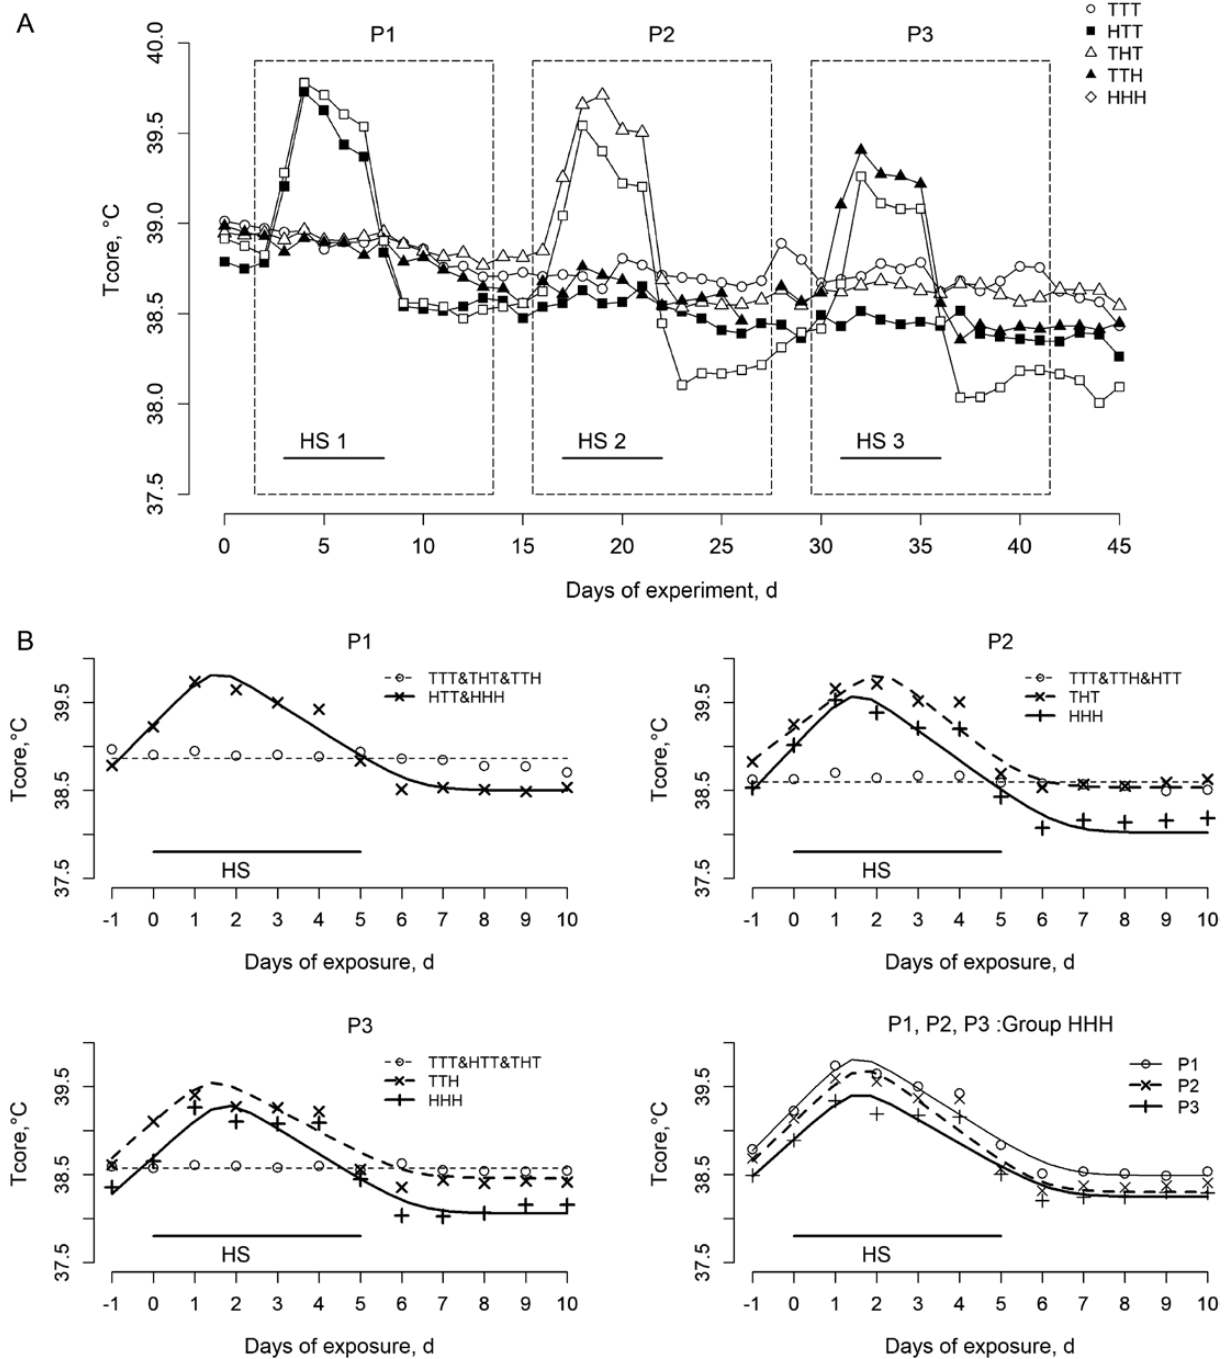 A
P1
P2
P3
TTT
HTT
THT
TTH
HHH
Tcore, °C
40.0
39.5
39.0
38.5
38.0
37.5
HS 1
HS 2
HS 3
0 5 10 15 20 25 30 35 40 45
Days of experiment, d
B
P1
TTT&THT&TTH
HTT&HHH
Tcore,°C
39.5
38.5
37.5
HS
-1 0 1 2 3 4 5 6 7 8 9 10
Days of exposure, d
P2
TTT&TTH&HTT
THT
HHH
Tcore,°C
39.5
38.5
37.5
HS
-1 0 1 2 3 4 5 6 7 8 9 10
Days of exposure, d
P3
TTT&HTT&THT
TTH
HHH
Tcore,°C
39.5
38.5
37.5
HS
-1 0 1 2 3 4 5 6 7 8 9 10
Days of exposure, d
P1, P2, P3 :Group HHH
P1
P2
P3
Tcore,°C
39.5
38.5
37.5
HS
-1 0 1 2 3 4 5 6 7 8 9 10
Days of exposure, d